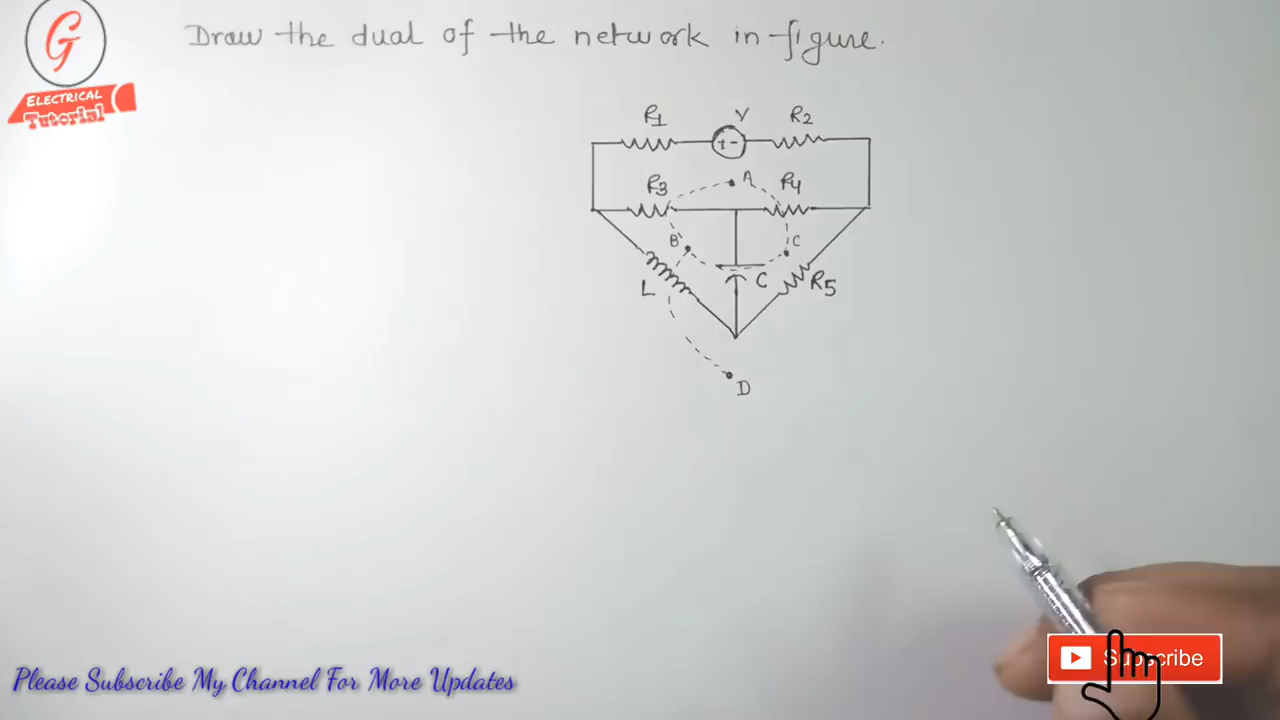 G
ELECTRICAL
Tutorial
Draw the dual of the network in figure.
R1 V R2
+ -
R3 A R4
B C
L C R5
D
Subscribe
Please Subscribe My Channel For More Updates